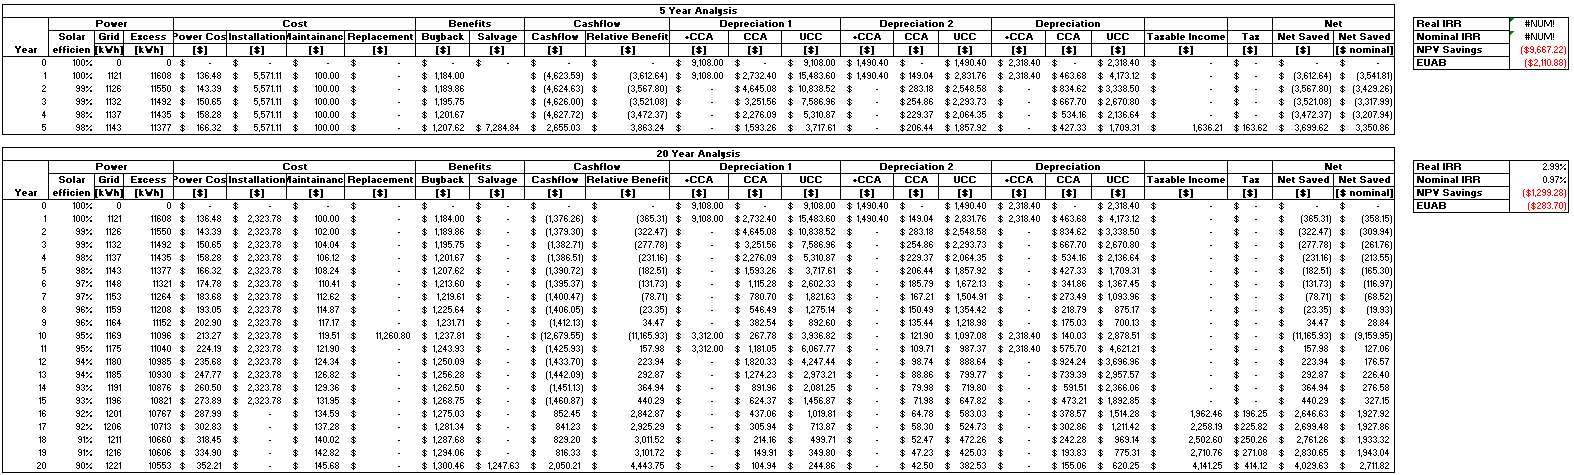 5 Year Analysis
Power Cost Benefits Cashflow Depreciation 1 Depreciation 2 Depreciation Net Real IRR #NUM!
Solar Grid Excess Power Cos Installation Maintainanc Replacement Buyback Salvage Cashflow Relative Benefit +CCA CCA UCC +CCA CCA UCC +CCA CCA UCC Taxable Income Tax Net Saved Net Saved Nominal IRR #NUM!
Year efficien [kWh] [kWh] [$] [$] [$] [$] [$] [$] [$] [$] [$] [$] [$] [$] [$] [$] [$] [$] [$] [$] [$] [$] [$ nominal] NPV Savings ($9,667.22)
0 100% 0 0 $ - $ - $ - $ - $ - $ - $ - $ - $ 9,108.00 $ 9,108.00 $ 1,490.40 $ 1,490.40 $ 2,318.40 $ 2,318.40 $ - $ - $ - $ - EUAB ($2,110.88)
1 100% 1121 11608 $ 136.48 $ 5,571.11 $ 100.00 $ - $ 1,184.00 $ (4,623.59) $ (3,612.64) $ 9,108.00 $ 2,732.40 $ 15,483.60 $ 1,490.40 $ 149.04 $ 2,831.76 $ 2,318.40 $ 463.68 $ 4,173.12 $ - $ - $ (3,612.64) $ (3,541.81)
2 99% 1126 11550 $ 143.39 $ 5,571.11 $ 100.00 $ - $ 1,189.86 $ (4,624.63) $ (3,567.80) $ - $ 4,645.08 $ 10,838.52 $ - $ 283.18 $ 2,548.58 $ - $ 834.62 $ 3,338.50 $ - $ - $ (3,567.80) $ (3,429.26)
3 99% 1132 11492 $ 150.65 $ 5,571.11 $ 100.00 $ - $ 1,195.75 $ (4,626.00) $ (3,521.08) $ - $ 3,251.56 $ 7,586.96 $ - $ 254.86 $ 2,293.73 $ - $ 667.70 $ 2,670.80 $ - $ - $ (3,521.08) $ (3,317.99)
4 98% 1137 11435 $ 158.28 $ 5,571.11 $ 100.00 $ - $ 1,201.67 $ (4,627.72) $ (3,472.37) $ - $ 2,276.09 $ 5,310.87 $ - $ 229.37 $ 2,064.35 $ - $ 534.16 $ 2,136.64 $ - $ - $ (3,472.37) $ (3,207.94)
5 98% 1143 11377 $ 166.32 $ 5,571.11 $ 100.00 $ - $ 1,207.62 $ 7,284.84 $ 2,655.03 $ 3,863.24 $ - $ 1,593.26 $ 3,717.61 $ - $ 206.44 $ 1,857.92 $ - $ 427.33 $ 1,709.31 $ 1,636.21 $ 163.62 $ 3,699.62 $ 3,350.86
20 Year Analysis
Power Cost Benefits Cashflow Depreciation 1 Depreciation 2 Depreciation Net Real IRR 2.99%
Solar Grid Excess Power Cos Installation Maintainanc Replacement Buyback Salvage Cashflow Relative Benefit +CCA CCA UCC +CCA CCA UCC +CCA CCA UCC Taxable Income Tax Net Saved Net Saved Nominal IRR 0.97%
Year efficien [kWh] [kWh] [$] [$] [$] [$] [$] [$] [$] [$] [$] [$] [$] [$] [$] [$] [$] [$] [$] [$] [$] [$] [$ nominal] NPV Savings ($1,299.28)
0 100% 0 0 $ - $ - $ - $ - $ - $ - $ - $ - $ 9,108.00 $ 9,108.00 $ 1,490.40 $ 1,490.40 $ 2,318.40 $ 2,318.40 $ - $ - $ - $ - EUAB ($283.70)
1 100% 1121 11608 $ 136.48 $ 2,323.78 $ 100.00 $ - $ 1,184.00 $ - $ (1,376.26) $ (365.31) $ 9,108.00 $ 2,732.40 $ 15,483.60 $ 1,490.40 $ 149.04 $ 2,831.76 $ 2,318.40 $ 463.68 $ 4,173.12 $ - $ - $ (365.31) $ (358.15)
2 99% 1126 11550 $ 143.39 $ 2,323.78 $ 102.00 $ - $ 1,189.86 $ - $ (1,379.30) $ (322.47) $ - $ 4,645.08 $ 10,838.52 $ - $ 283.18 $ 2,548.58 $ - $ 834.62 $ 3,338.50 $ - $ - $ (322.47) $ (309.94)
3 99% 1132 11492 $ 150.65 $ 2,323.78 $ 104.04 $ - $ 1,195.75 $ - $ (1,382.71) $ (277.78) $ - $ 3,251.56 $ 7,586.96 $ - $ 254.86 $ 2,293.73 $ - $ 667.70 $ 2,670.80 $ - $ - $ (277.78) $ (261.76)
4 98% 1137 11435 $ 158.28 $ 2,323.78 $ 106.12 $ - $ 1,201.67 $ - $ (1,386.51) $ (231.16) $ - $ 2,276.09 $ 5,310.87 $ - $ 229.37 $ 2,064.35 $ - $ 534.16 $ 2,136.64 $ - $ - $ (231.16) $ (213.55)
5 98% 1143 11377 $ 166.32 $ 2,323.78 $ 108.24 $ - $ 1,207.62 $ - $ (1,390.72) $ (182.51) $ - $ 1,593.26 $ 3,717.61 $ - $ 206.44 $ 1,857.92 $ - $ 427.33 $ 1,709.31 $ - $ - $ (182.51) $ (165.30)
6 97% 1148 11321 $ 174.78 $ 2,323.78 $ 110.41 $ - $ 1,213.60 $ - $ (1,395.37) $ (131.73) $ - $ 1,115.28 $ 2,602.33 $ - $ 185.79 $ 1,672.13 $ - $ 341.86 $ 1,367.45 $ - $ - $ (131.73) $ (116.97)
7 97% 1153 11264 $ 183.68 $ 2,323.78 $ 112.62 $ - $ 1,219.61 $ - $ (1,400.47) $ (78.71) $ - $ 780.70 $ 1,821.63 $ - $ 167.21 $ 1,504.91 $ - $ 273.49 $ 1,093.96 $ - $ - $ (78.71) $ (68.52)
8 96% 1159 11208 $ 193.05 $ 2,323.78 $ 114.87 $ - $ 1,225.64 $ - $ (1,406.05) $ (23.35) $ - $ 546.49 $ 1,275.14 $ - $ 150.49 $ 1,354.42 $ - $ 218.79 $ 875.17 $ - $ - $ (23.35) $ (19.93)
9 96% 1164 11152 $ 202.90 $ 2,323.78 $ 117.17 $ - $ 1,231.71 $ - $ (1,412.13) $ 34.47 $ - $ 382.54 $ 892.60 $ - $ 135.44 $ 1,218.98 $ - $ 175.03 $ 700.13 $ - $ - $ 34.47 $ 28.84
10 95% 1169 11096 $ 213.27 $ 2,323.78 $ 119.51 $ 11,260.80 $ 1,237.81 $ - $ (12,679.55) $ (11,165.93) $ 3,312.00 $ 267.78 $ 3,936.82 $ - $ 121.90 $ 1,097.08 $ 2,318.40 $ 140.03 $ 2,878.51 $ - $ - $ (11,165.93) $ (9,159.95)
11 95% 1175 11040 $ 224.19 $ 2,323.78 $ 121.90 $ - $ 1,243.93 $ - $ (1,425.93) $ 157.98 $ 3,312.00 $ 1,181.05 $ 6,067.77 $ - $ 109.71 $ 987.37 $ 2,318.40 $ 575.70 $ 4,621.21 $ - $ - $ 157.98 $ 127.06
12 94% 1180 10985 $ 235.68 $ 2,323.78 $ 124.34 $ - $ 1,250.09 $ - $ (1,433.70) $ 223.94 $ - $ 1,820.33 $ 4,247.44 $ - $ 98.74 $ 888.64 $ - $ 924.24 $ 3,696.96 $ - $ - $ 223.94 $ 176.57
13 94% 1185 10930 $ 247.77 $ 2,323.78 $ 126.82 $ - $ 1,256.28 $ - $ (1,442.09) $ 292.87 $ - $ 1,274.23 $ 2,973.21 $ - $ 88.86 $ 799.77 $ - $ 739.39 $ 2,957.57 $ - $ - $ 292.87 $ 226.40
14 93% 1191 10876 $ 260.50 $ 2,323.78 $ 129.36 $ - $ 1,262.50 $ - $ (1,451.13) $ 364.94 $ - $ 891.96 $ 2,081.25 $ - $ 79.98 $ 719.80 $ - $ 591.51 $ 2,366.06 $ - $ - $ 364.94 $ 276.58
15 93% 1196 10821 $ 273.89 $ 2,323.78 $ 131.95 $ - $ 1,268.75 $ - $ (1,460.87) $ 440.29 $ - $ 624.37 $ 1,456.87 $ - $ 71.98 $ 647.82 $ - $ 473.21 $ 1,892.85 $ - $ - $ 440.29 $ 327.15
16 92% 1201 10767 $ 287.99 $ - $ 134.59 $ - $ 1,275.03 $ - $ 852.45 $ 2,842.87 $ - $ 437.06 $ 1,019.81 $ - $ 64.78 $ 583.03 $ - $ 378.57 $ 1,514.28 $ 1,962.46 $ 196.25 $ 2,646.63 $ 1,927.92
17 92% 1206 10713 $ 302.83 $ - $ 137.28 $ - $ 1,281.34 $ - $ 841.23 $ 2,925.29 $ - $ 305.94 $ 713.87 $ - $ 58.30 $ 524.73 $ - $ 302.86 $ 1,211.42 $ 2,258.19 $ 225.82 $ 2,699.48 $ 1,927.86
18 91% 1211 10660 $ 318.45 $ - $ 140.02 $ - $ 1,287.68 $ - $ 829.20 $ 3,011.52 $ - $ 214.16 $ 499.71 $ - $ 52.47 $ 472.26 $ - $ 242.28 $ 969.14 $ 2,502.60 $ 250.26 $ 2,761.26 $ 1,933.32
19 91% 1216 10606 $ 334.90 $ - $ 142.82 $ - $ 1,294.06 $ - $ 816.33 $ 3,101.72 $ - $ 149.91 $ 349.80 $ - $ 47.23 $ 425.03 $ - $ 193.83 $ 775.31 $ 2,710.76 $ 271.08 $ 2,830.65 $ 1,943.04
20 90% 1221 10553 $ 352.21 $ - $ 145.68 $ - $ 1,300.46 $ 1,247.63 $ 2,050.21 $ 4,443.75 $ - $ 104.94 $ 244.86 $ - $ 42.50 $ 382.53 $ - $ 155.06 $ 620.25 $ 4,141.25 $ 414.12 $ 4,029.63 $ 2,711.82